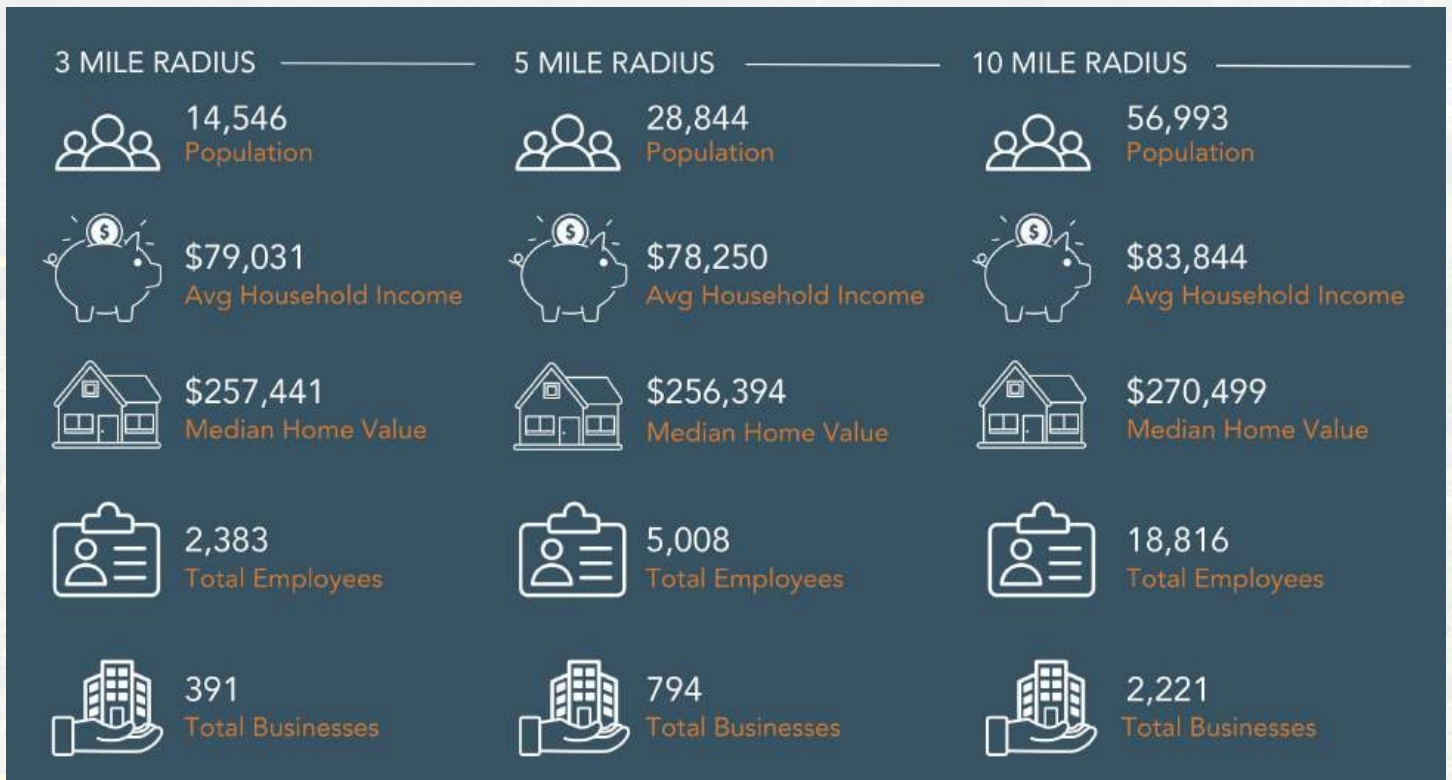 3 MILE RADIUS
14,546
Population
$79,031
Avg Household Income
$257,441
Median Home Value
2,383
Total Employees
391
Total Businesses
5 MILE RADIUS
28,844
Population
$78,250
Avg Household Income
$256,394
Median Home Value
5,008
Total Employees
794
Total Businesses
10 MILE RADIUS
56,993
Population
$83,844
Avg Household Income
$270,499
Median Home Value
18,816
Total Employees
2,221
Total Businesses